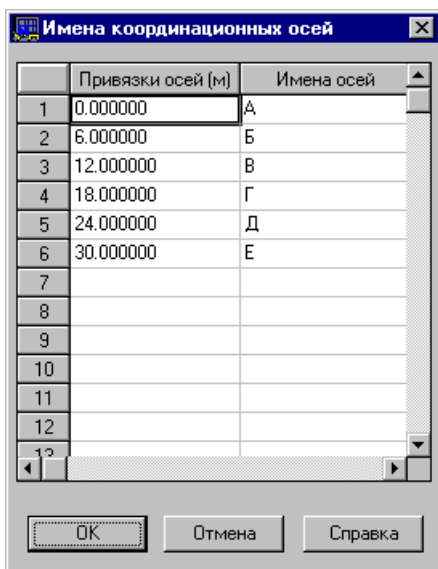 Имена координационных осей
Привязки осей (м) Имена осей
1 0.000000 А
2 6.000000 Б
3 12.000000 В
4 18.000000 Г
5 24.000000 Д
6 30.000000 Е
7
8
9
10
11
12
13
OK Отмена Справка